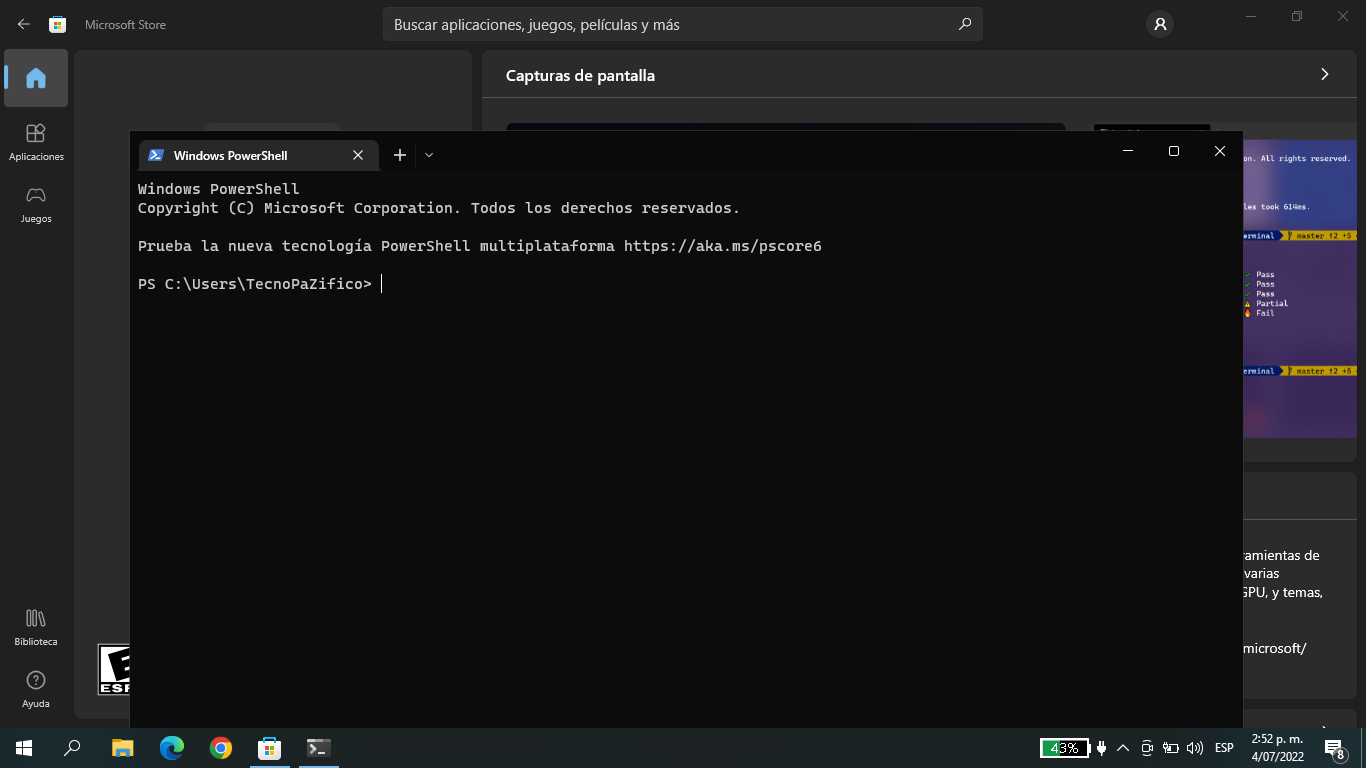 Microsoft Store
Buscar aplicaciones, juegos, películas y más
Aplicaciones
Juegos
Capturas de pantalla
Windows PowerShell
Windows PowerShell
Copyright (C) Microsoft Corporation. Todos los derechos reservados.
Prueba la nueva tecnología PowerShell multiplataforma https://aka.ms/pscore6
PS C:\Users\TecnoPaZifico>
on. All rights reserved.
les took 614ms.
erminal master ⇡2 +5
Pass
Pass
Pass
Partial
Fail
erminal master ⇡2 +5
ramientas de
varias
GPU, y temas,
microsoft/
Biblioteca
E
ESR
Ayuda
43%
ESP
2:52 p. m.
4/07/2022
8